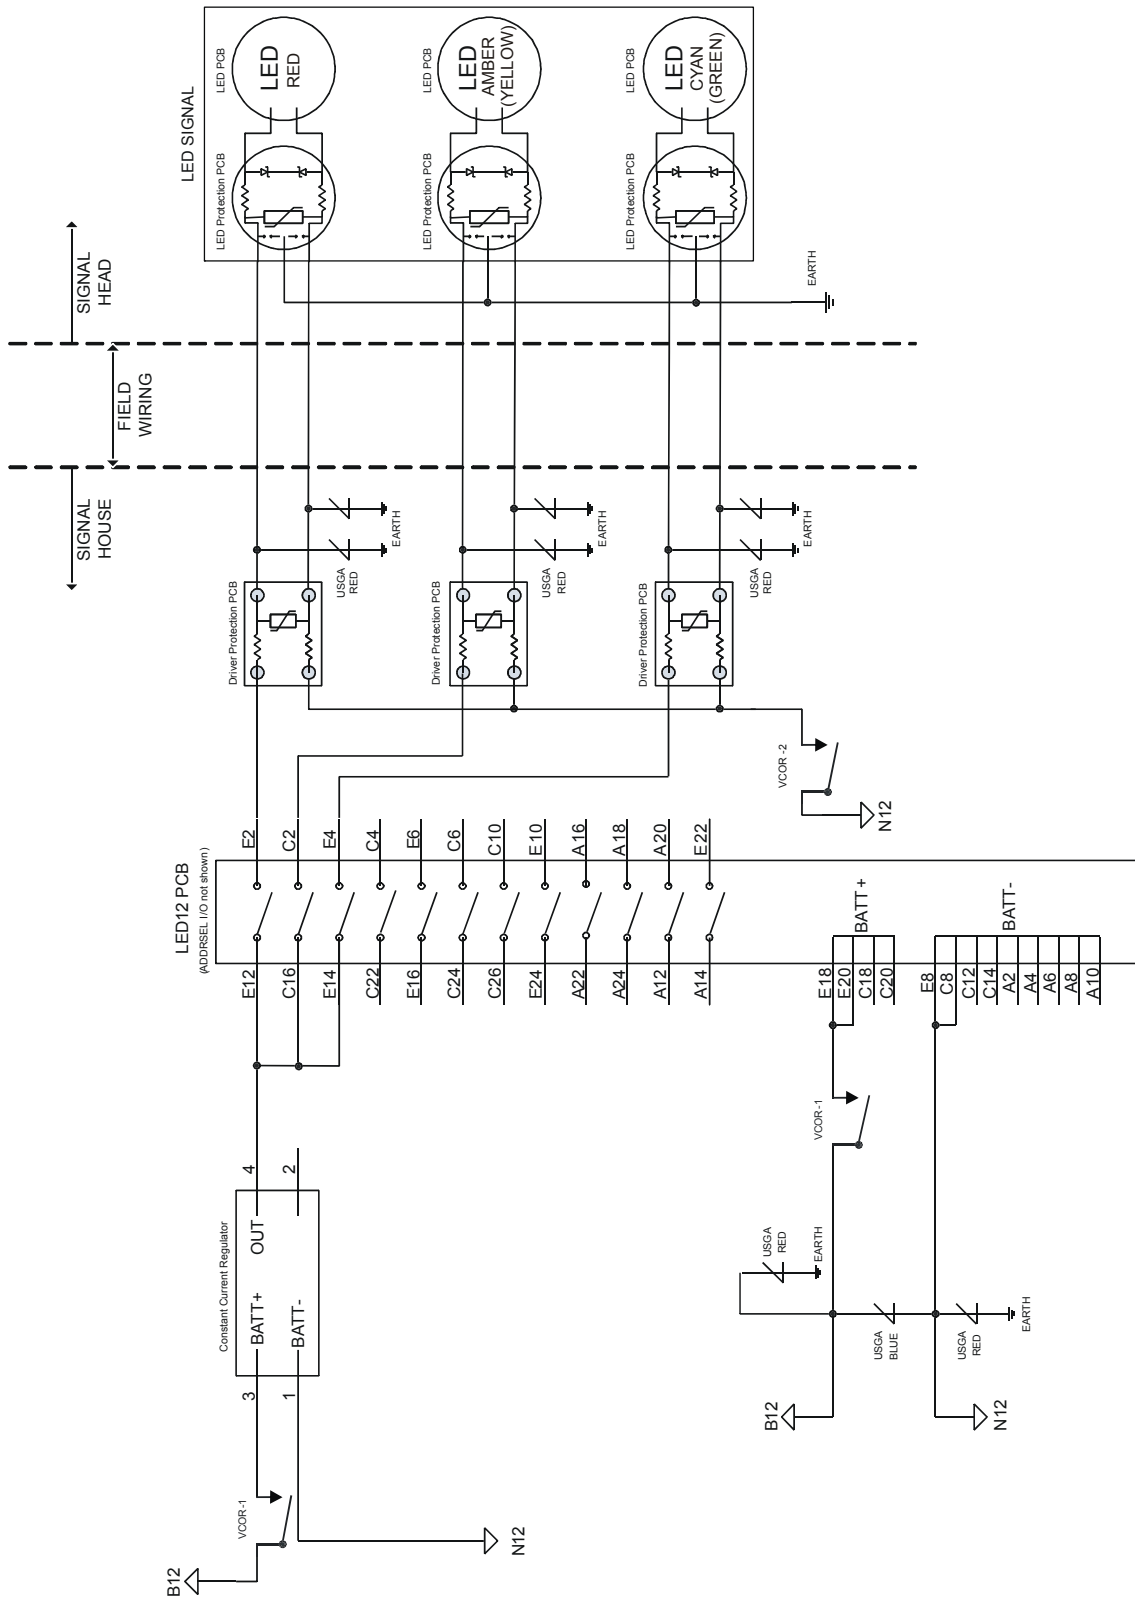 LED SIGNAL
LED PCB
LED
RED
LED Protection PCB
LED PCB
LED
AMBER
(YELLOW)
LED Protection PCB
LED PCB
LED
CYAN
(GREEN)
LED Protection PCB
EARTH
SIGNAL
HEAD
FIELD
WIRING
SIGNAL
HOUSE
USGA
RED
EARTH
USGA
RED
EARTH
USGA
RED
EARTH
Driver Protection PCB
Driver Protection PCB
Driver Protection PCB
VCOR-2
N12
LED12 PCB
(ADDRSEL I/O not shown)
E2
C2
E4
C4
E6
C6
C10
E10
A16
A18
A20
E22
E12
C16
E14
C22
E16
C24
C26
E24
A22
A24
A12
A14
BATT+
E18
E20
C18
C20
BATT-
E8
C8
C12
C14
A2
A4
A6
A8
A10
VCOR-1
Constant Current Regulator
4
OUT
2
BATT+
BATT-
3
1
VCOR-1
B12
N12
USGA
RED
EARTH
USGA
BLUE
USGA
RED
EARTH
B12
N12